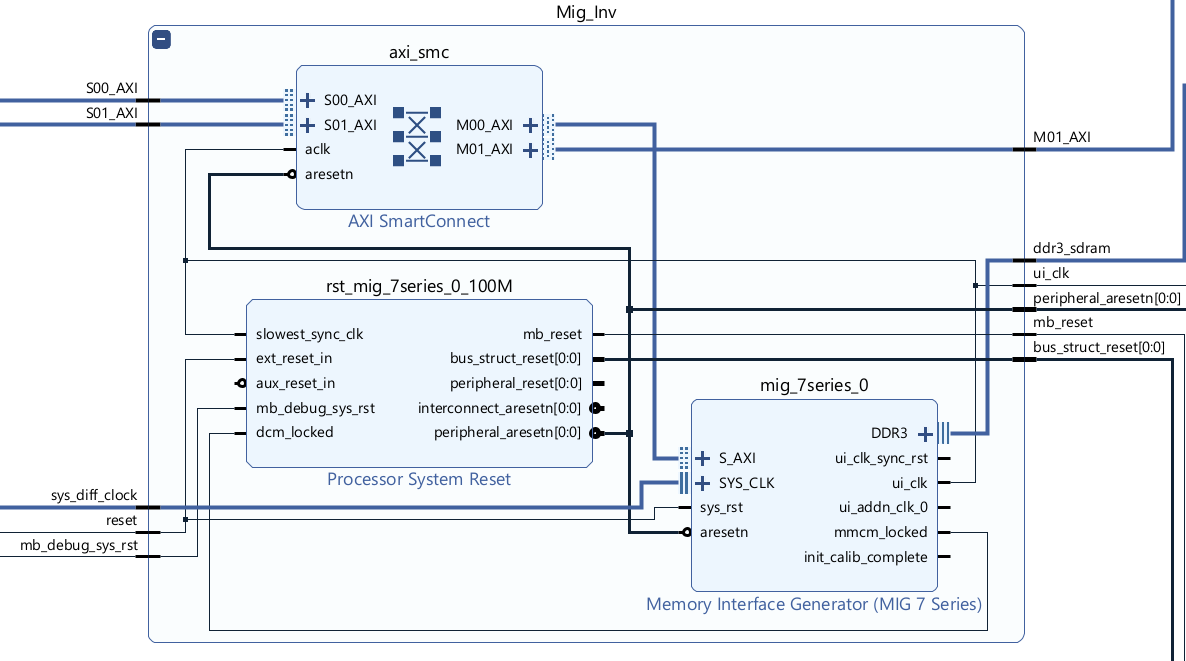 Mig_Inv
axi_smc
S00_AXI
S01_AXI
S00_AXI
S01_AXI
aclk
aresetn
M00_AXI
M01_AXI
AXI SmartConnect
M01_AXI
ddr3_sdram
ui_clk
peripheral_aresetn[0:0]
mb_reset
bus_struct_reset[0:0]
rst_mig_7series_0_100M
slowest_sync_clk
ext_reset_in
aux_reset_in
mb_debug_sys_rst
dcm_locked
mb_reset
bus_struct_reset[0:0]
peripheral_reset[0:0]
interconnect_aresetn[0:0]
peripheral_aresetn[0:0]
Processor System Reset
mig_7series_0
S_AXI
SYS_CLK
sys_rst
aresetn
DDR3
ui_clk_sync_rst
ui_clk
ui_addn_clk_0
mmcm_locked
init_calib_complete
Memory Interface Generator (MIG 7 Series)
sys_diff_clock
reset
mb_debug_sys_rst